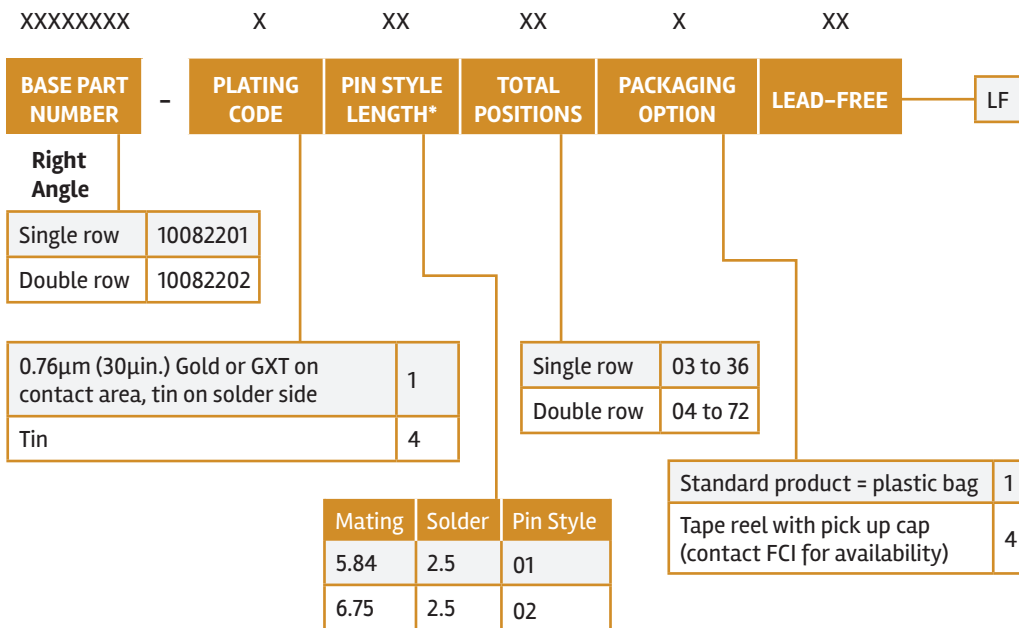 XXXXXXXX X XX XX X XX
BASE PART NUMBER - PLATING CODE PIN STYLE LENGTH* TOTAL POSITIONS PACKAGING OPTION LEAD-FREE LF
Right
Angle
Single row 10082201
Double row 10082202
0.76µm (30µin.) Gold or GXT on
contact area, tin on solder side 1
Tin 4
Single row 03 to 36
Double row 04 to 72
Standard product = plastic bag 1
Tape reel with pick up cap
(contact FCI for availability) 4
Mating Solder Pin Style
5.84 2.5 01
6.75 2.5 02